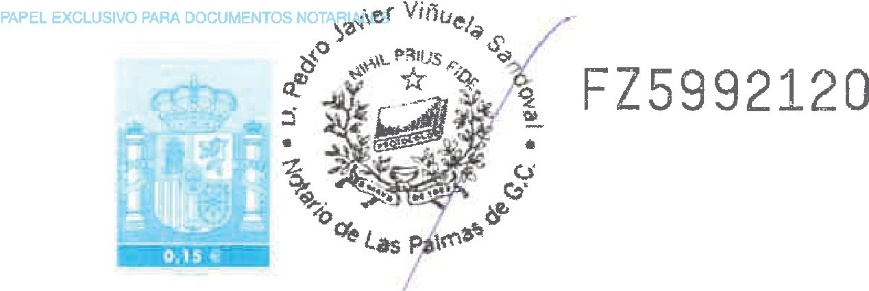 PAPEL EXCLUSIVO PARA DOCUMENTOS NOTARIALES
D. Pedro Javier Viñuela Sandoval • Notario de Las Palmas de G.C. •
NIHIL PRIUS FIDE
PROTOCOLO
FZ5992120
0,15 €